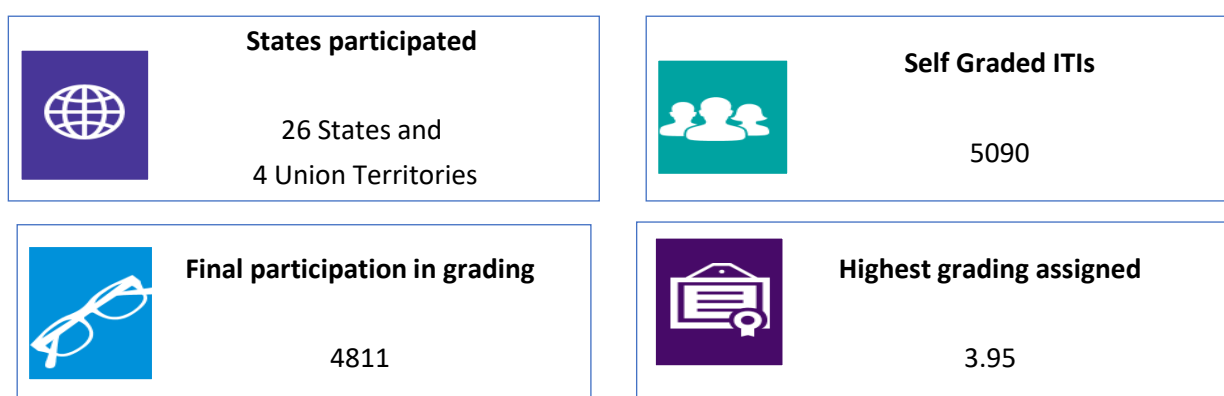 States participated
26 States and
4 Union Territories
Self Graded ITIs
5090
Final participation in grading
4811
Highest grading assigned
3.95